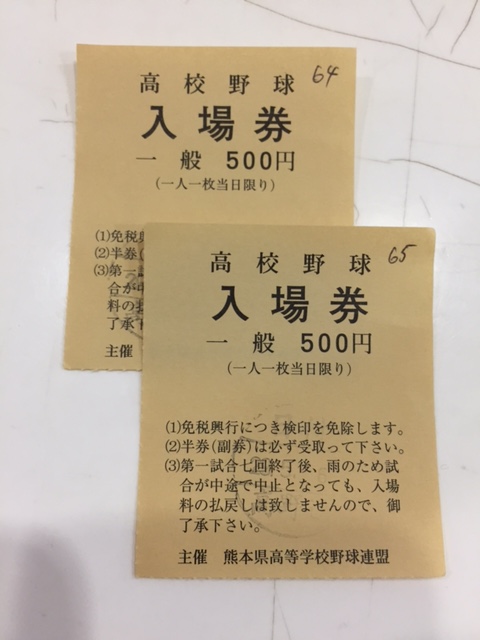 高校野球 64
入場券
一般 500円
(一人一枚当日限り)
(1)免税
(2)半券(
(3)第一
合が
料の
了承
主催
高校野球 65
入場券
一般 500円
(一人一枚当日限り)
(1)免税興行につき検印を免除します。
(2)半券(副券)は必ず受取って下さい。
(3)第一試合七回終了後、雨のため試
合が中途で中止となっても、入場
料の払戻しは致しませんので、御
了承下さい。
主催 熊本県高等学校野球連盟